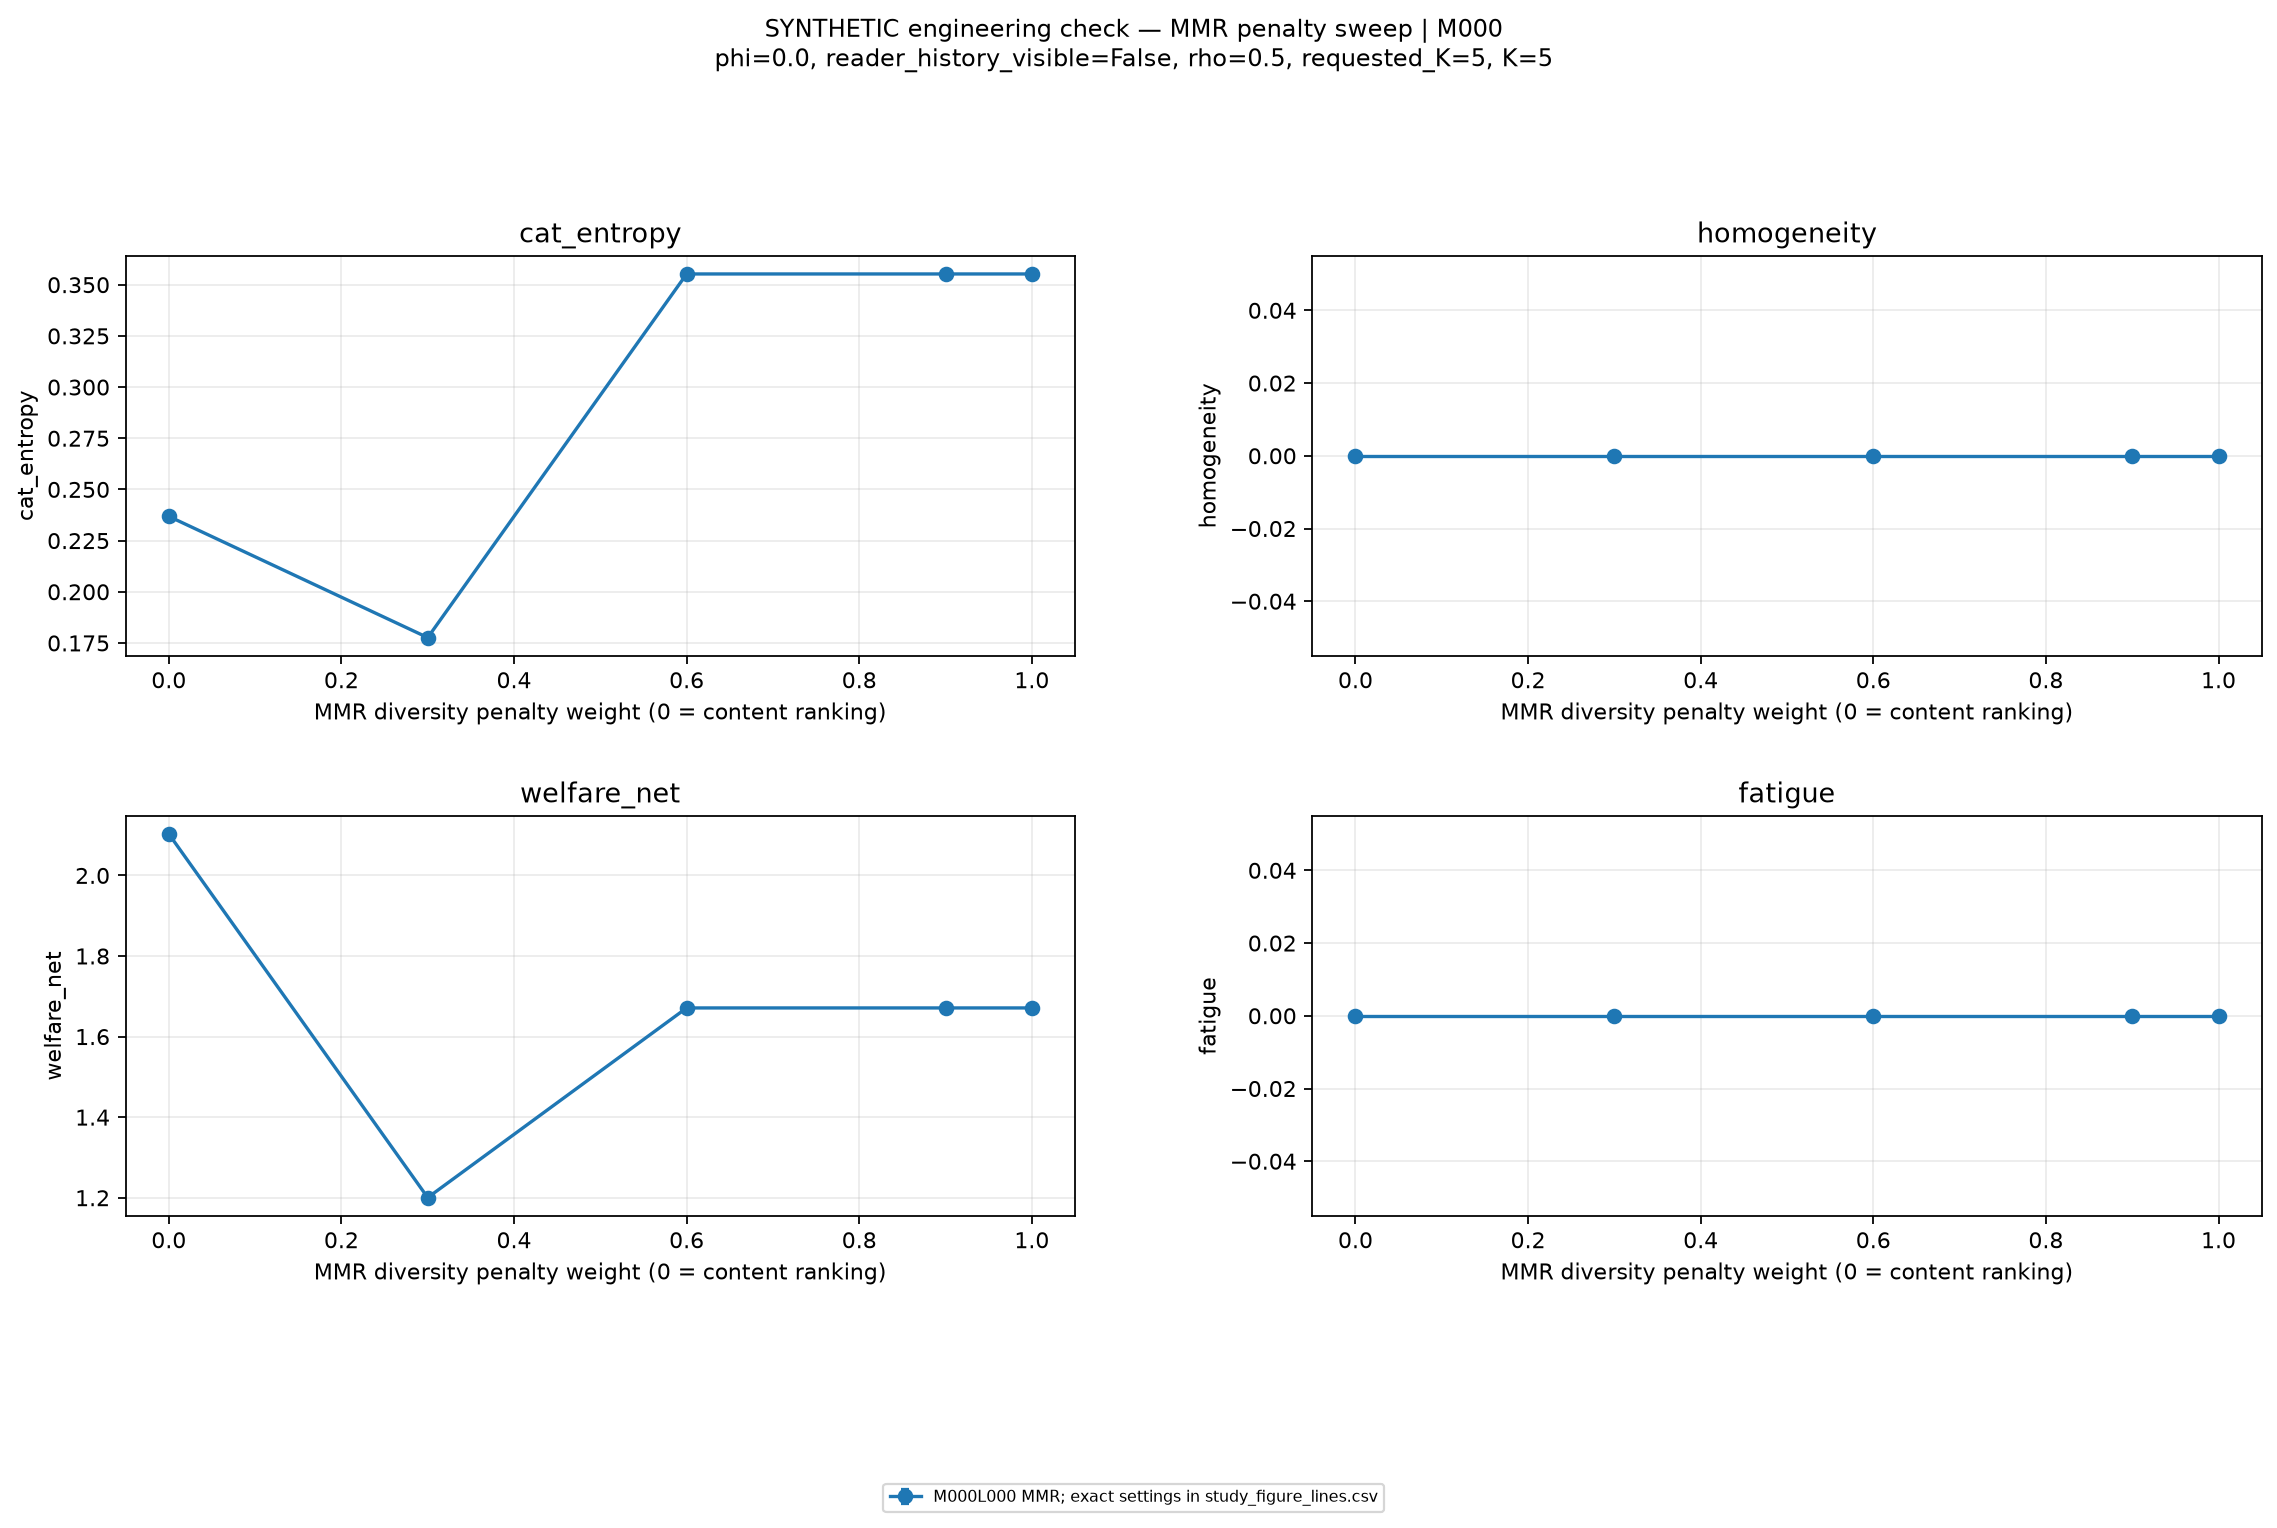 SYNTHETIC engineering check — MMR penalty sweep | M000
phi=0.0, reader_history_visible=False, rho=0.5, requested_K=5, K=5
cat_entropy
cat_entropy
0.350
0.325
0.300
0.275
0.250
0.225
0.200
0.175
0.0 0.2 0.4 0.6 0.8 1.0
MMR diversity penalty weight (0 = content ranking)
homogeneity
homogeneity
0.04
0.02
0.00
−0.02
−0.04
0.0 0.2 0.4 0.6 0.8 1.0
MMR diversity penalty weight (0 = content ranking)
welfare_net
welfare_net
2.0
1.8
1.6
1.4
1.2
0.0 0.2 0.4 0.6 0.8 1.0
MMR diversity penalty weight (0 = content ranking)
fatigue
fatigue
0.04
0.02
0.00
−0.02
−0.04
0.0 0.2 0.4 0.6 0.8 1.0
MMR diversity penalty weight (0 = content ranking)
M000L000 MMR; exact settings in study_figure_lines.csv